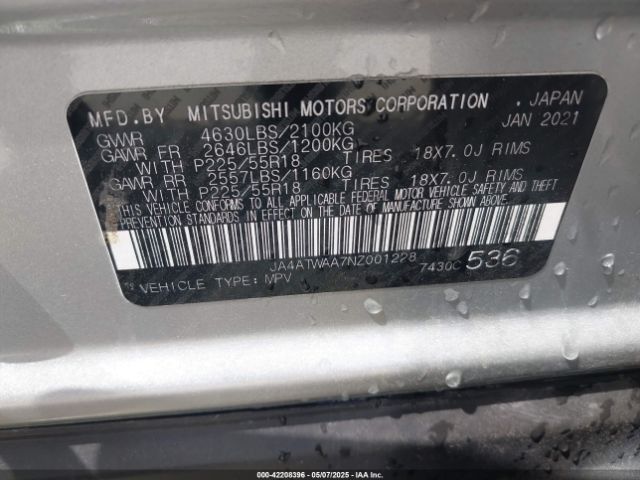 MFD.BY MITSUBISHI MOTORS CORPORATION . JAPAN
GVWR 4630LBS/2100KG JAN 2021
GAWR FR 2646LBS/1200KG
WITH P225/55R18 TIRES 18X7.0J RIMS
GAWR RR 2557LBS/1160KG
WITH P225/55R18 TIRES 18X7.0J RIMS
THIS VEHICLE CONFORMS TO ALL APPLICABLE FEDERAL MOTOR VEHICLE SAFETY AND THEFT
PREVENTION STANDARDS IN EFFECT ON THE DATE OF MANUFACTURE SHOWN ABOVE.
JA4ATWAA7NZ001228 7430C 536
VEHICLE TYPE: MPV
000-42208396 - 05/07/2025 - IAA Inc.